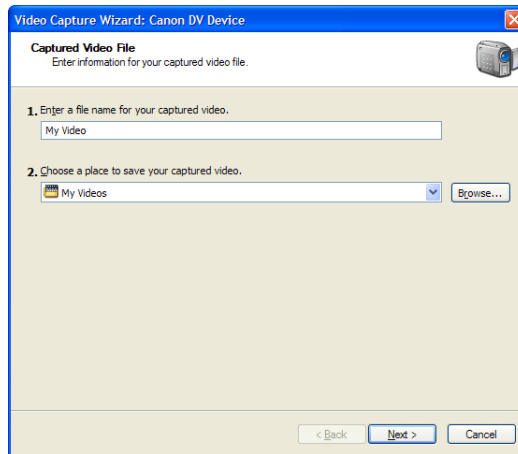 Video Capture Wizard: Canon DV Device
Captured Video File
Enter information for your captured video file.
1. Enter a file name for your captured video.
My Video
2. Choose a place to save your captured video.
My Videos
Browse...
< Back
Next >
Cancel